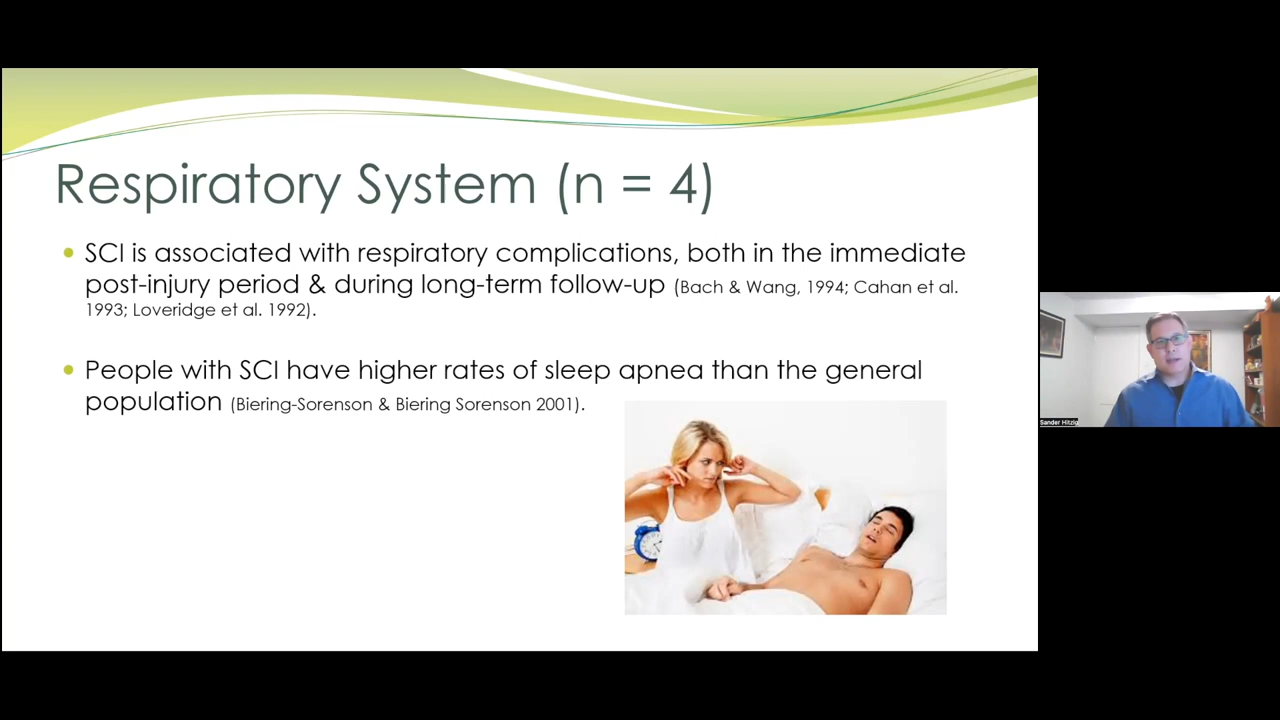 Respiratory System (n = 4)
SCI is associated with respiratory complications, both in the immediate
post-injury period & during long-term follow-up (Bach & Wang, 1994; Cahan et al.
1993; Loveridge et al. 1992).
People with SCI have higher rates of sleep apnea than the general
population (Biering-Sorenson & Biering Sorenson 2001).
Sander Hitzig